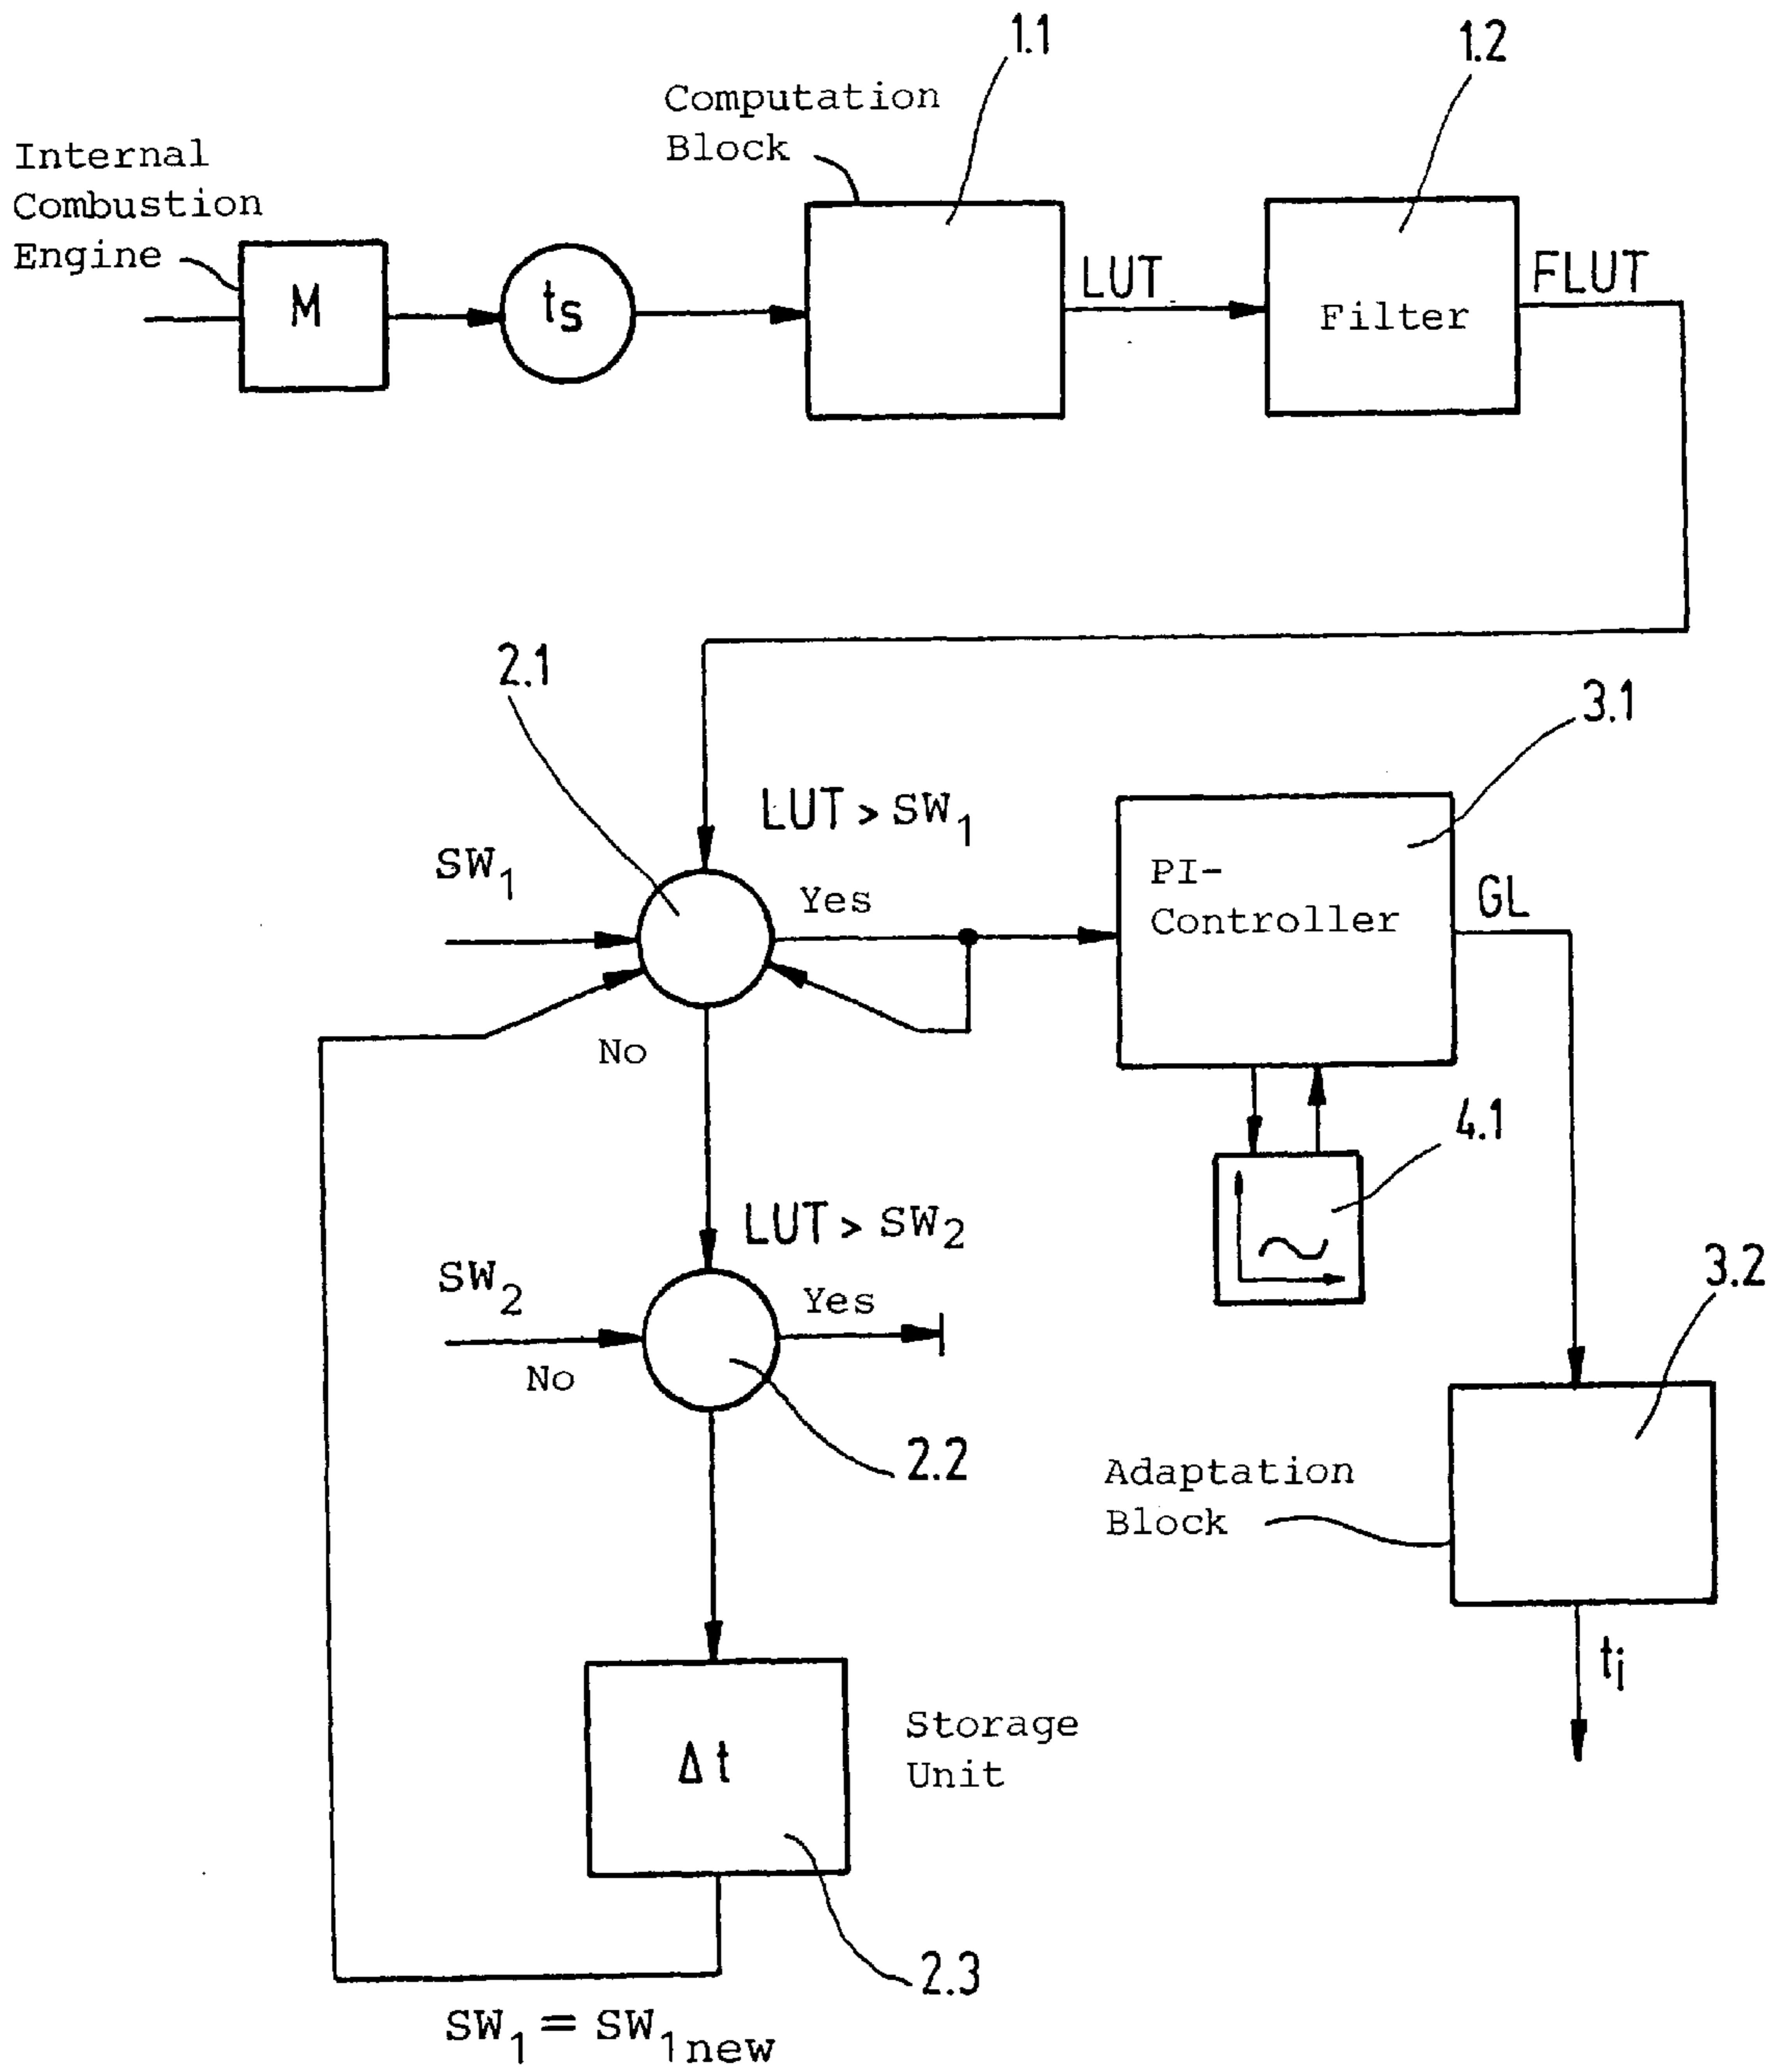 1.1
1.2
Computation
Block
Internal
Combustion
Engine
M
ts
LUT
Filter
FLUT
2.1
3.1
LUT > SW1
SW1
Yes
PI-
Controller
GL
No
4.1
LUT > SW2
SW2
Yes
No
3.2
2.2
Adaptation
Block
ti
Δt
Storage
Unit
2.3
SW1 = SW1new